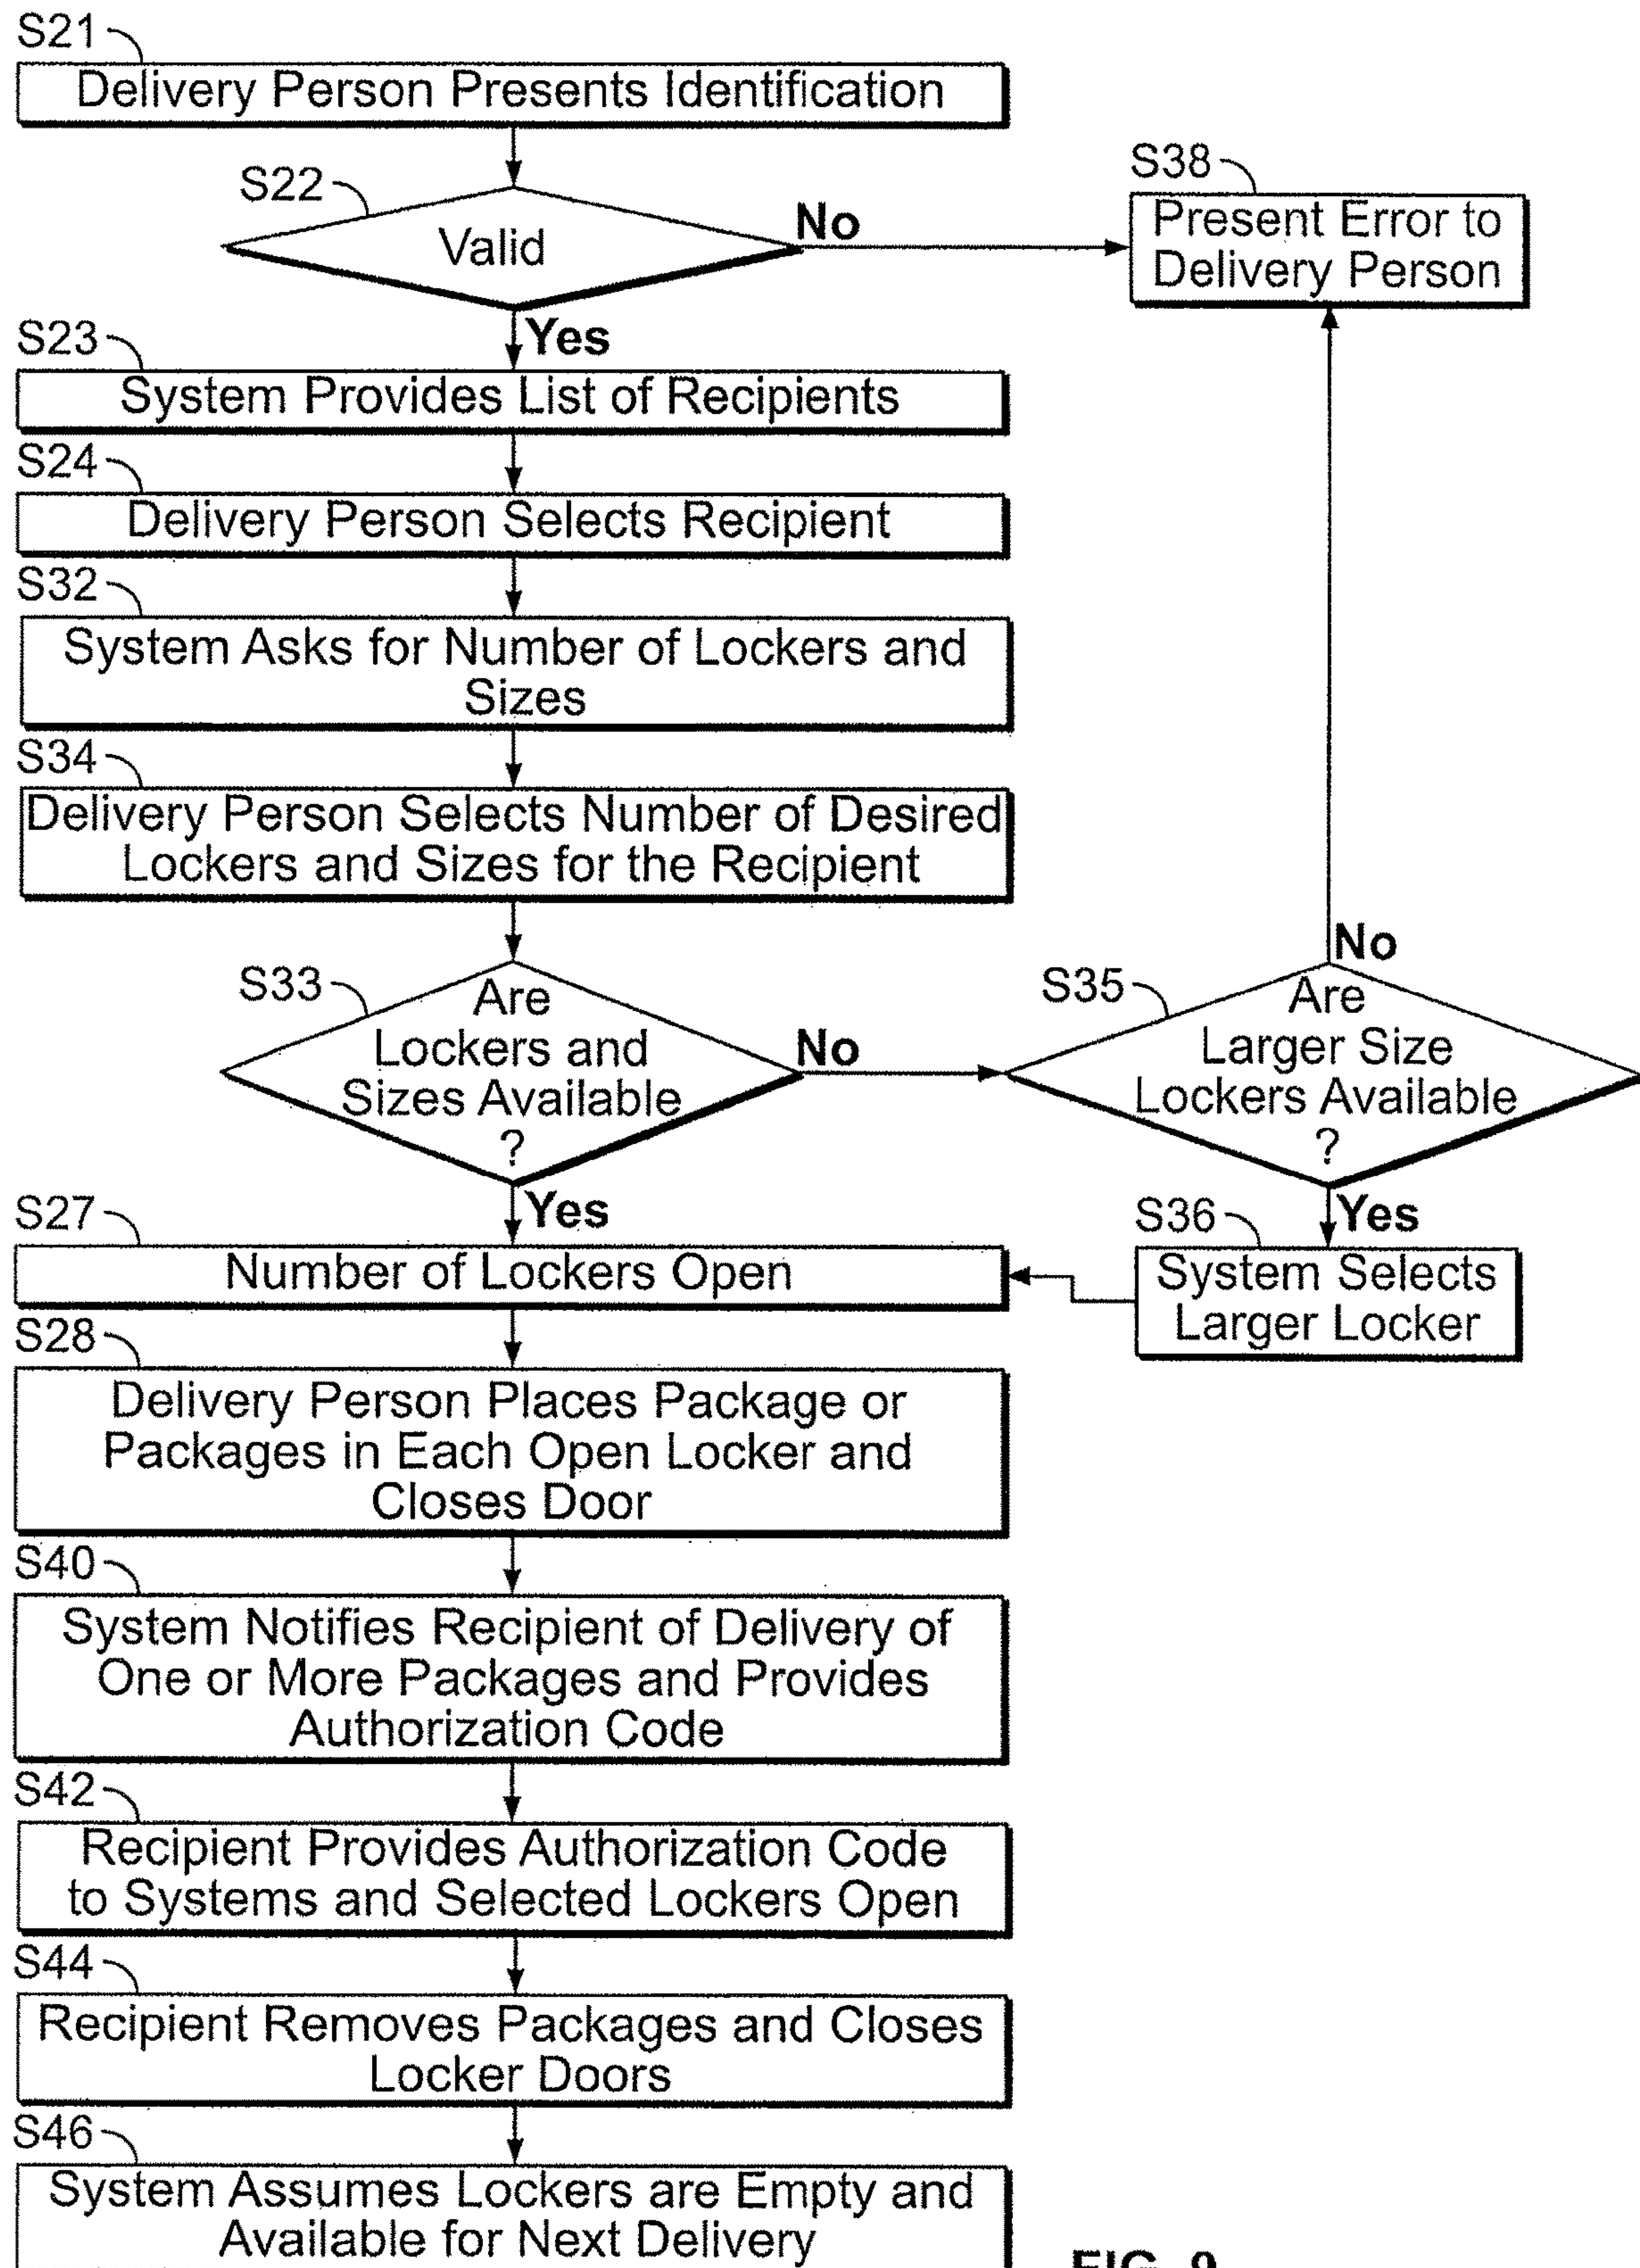 S21
Delivery Person Presents Identification
S22
Valid
No
S38
Present Error to
Delivery Person
Yes
S23
System Provides List of Recipients
S24
Delivery Person Selects Recipient
S32
System Asks for Number of Lockers and
Sizes
S34
Delivery Person Selects Number of Desired
Lockers and Sizes for the Recipient
S33
Are
Lockers and
Sizes Available
?
No
S35
No
Are
Larger Size
Lockers Available
?
Yes
S36
System Selects
Larger Locker
Yes
S27
Number of Lockers Open
S28
Delivery Person Places Package or
Packages in Each Open Locker and
Closes Door
S40
System Notifies Recipient of Delivery of
One or More Packages and Provides
Authorization Code
S42
Recipient Provides Authorization Code
to Systems and Selected Lockers Open
S44
Recipient Removes Packages and Closes
Locker Doors
S46
System Assumes Lockers are Empty and
Available for Next Delivery
FIG. 9